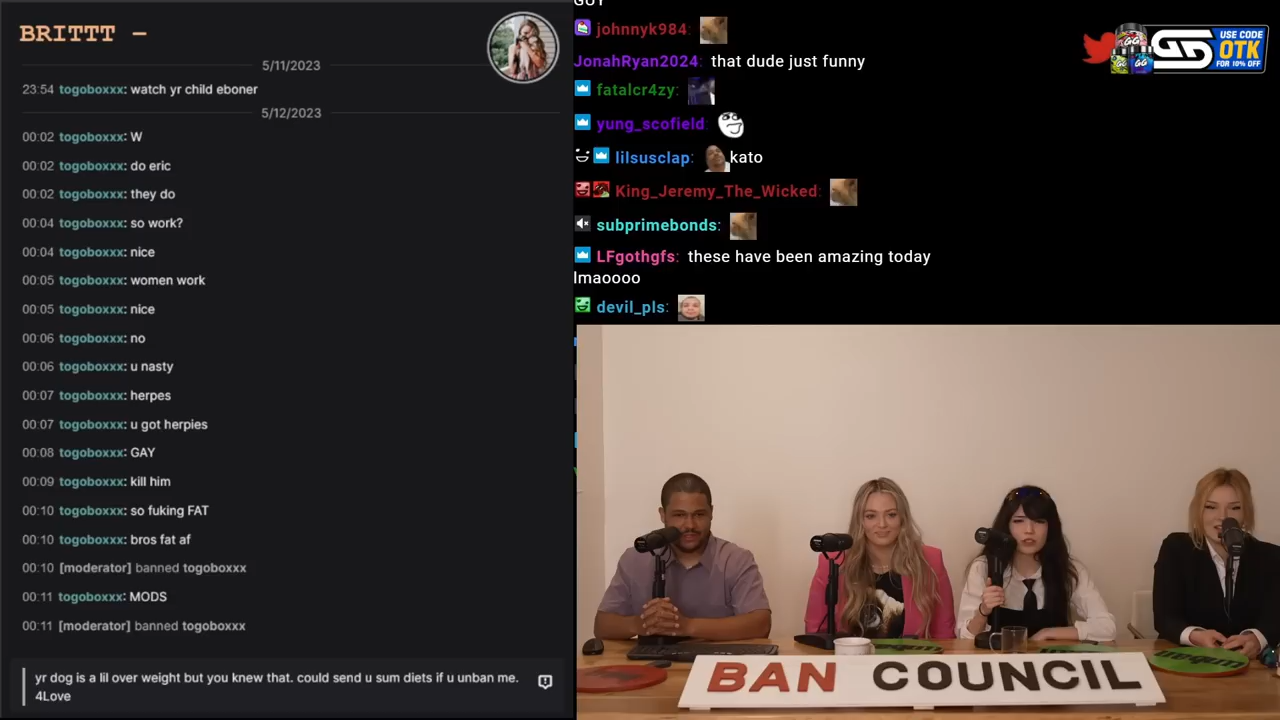 BRITTT –
5/11/2023
23:54 togoboxxx: watch yr child eboner
5/12/2023
00:02 togoboxxx: W
00:02 togoboxxx: do eric
00:02 togoboxxx: they do
00:04 togoboxxx: so work?
00:04 togoboxxx: nice
00:05 togoboxxx: women work
00:05 togoboxxx: nice
00:06 togoboxxx: no
00:06 togoboxxx: u nasty
00:07 togoboxxx: herpes
00:07 togoboxxx: u got herpies
00:08 togoboxxx: GAY
00:09 togoboxxx: kill him
00:10 togoboxxx: so fuking FAT
00:10 togoboxxx: bros fat af
00:10 [moderator] banned togoboxxx
00:11 togoboxxx: MODS
00:11 [moderator] banned togoboxxx
yr dog is a lil over weight but you knew that. could send u sum diets if u unban me.
4Love
GUY
johnnyk984:
JonahRyan2024: that dude just funny
fatalcr4zy:
yung_scofield:
lilsusclap: kato
King_Jeremy_The_Wicked:
subprimebonds:
LFgothgfs: these have been amazing today
lmaoooo
devil_pls:
GG
USE CODE
OTK
FOR 10% OFF
BAN COUNCIL